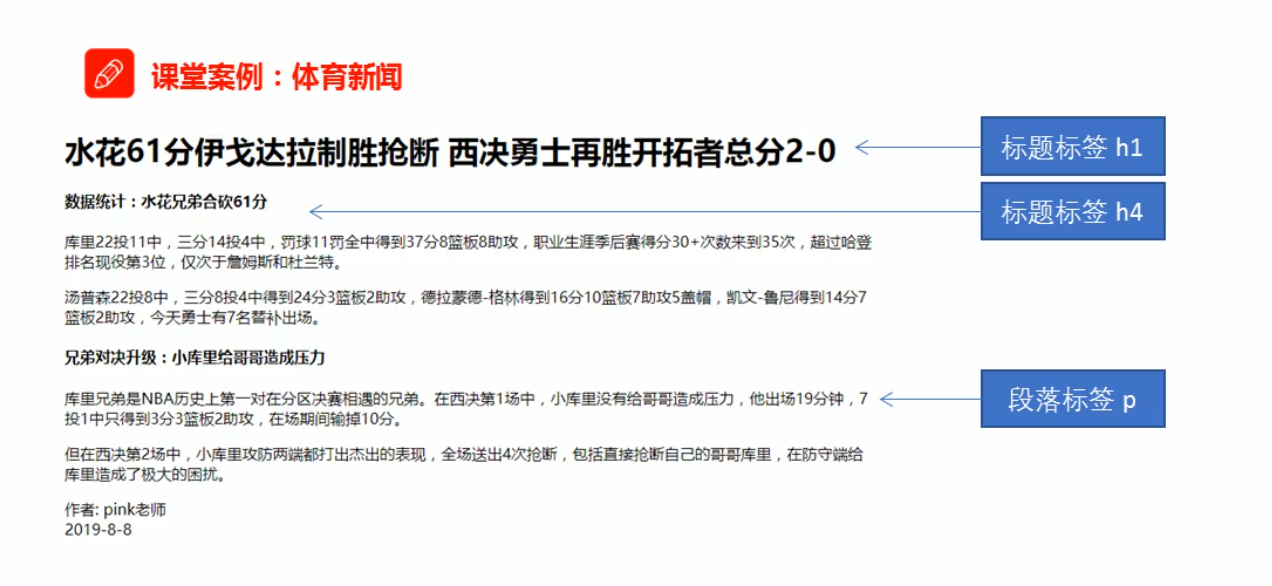 课堂案例：体育新闻
水花61分伊戈达拉制胜抢断 西决勇士再胜开拓者总分2-0
标题标签 h1
数据统计：水花兄弟合砍61分
标题标签 h4
库里22投11中，三分14投4中，罚球11罚全中得到37分8篮板8助攻，职业生涯季后赛得分30+次数来到35次，超过哈登
排名现役第3位，仅次于詹姆斯和杜兰特。
汤普森22投8中，三分8投4中得到24分3篮板2助攻，德拉蒙德-格林得到16分10篮板7助攻5盖帽，凯文-鲁尼得到14分7
篮板2助攻，今天勇士有7名替补出场。
兄弟对决升级：小库里给哥哥造成压力
库里兄弟是NBA历史上第一对在分区决赛相遇的兄弟。在西决第1场中，小库里没有给哥哥造成压力，他出场19分钟，7
投1中只得到3分3篮板2助攻，在场期间输掉10分。
段落标签 p
但在西决第2场中，小库里攻防两端都打出杰出的表现，全场送出4次抢断，包括直接抢断自己的哥哥库里，在防守端给
库里造成了极大的困扰。
作者: pink老师
2019-8-8